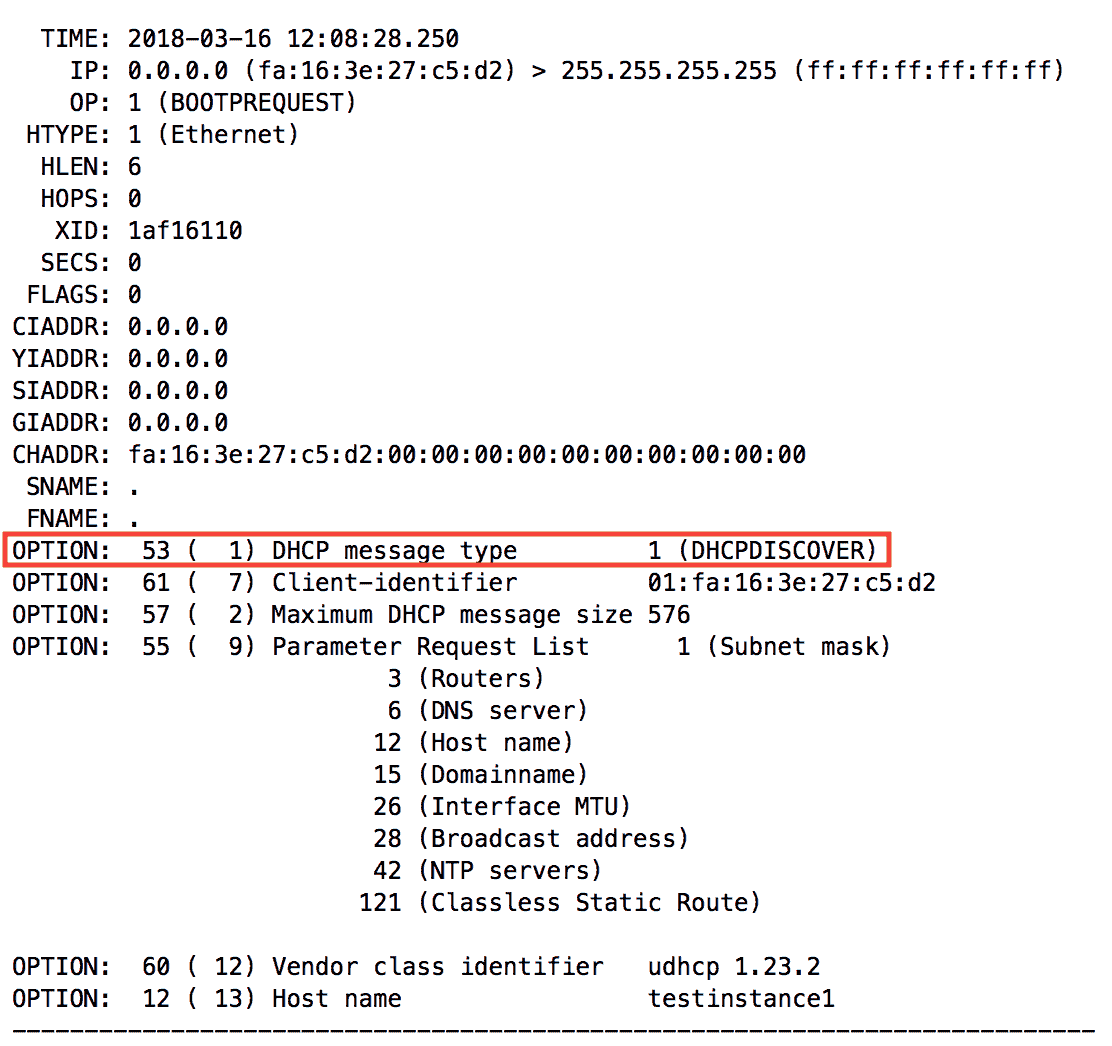 TIME: 2018-03-16 12:08:28.250
IP: 0.0.0.0 (fa:16:3e:27:c5:d2) > 255.255.255.255 (ff:ff:ff:ff:ff:ff)
OP: 1 (BOOTPREQUEST)
HTYPE: 1 (Ethernet)
HLEN: 6
HOPS: 0
XID: 1af16110
SECS: 0
FLAGS: 0
CIADDR: 0.0.0.0
YIADDR: 0.0.0.0
SIADDR: 0.0.0.0
GIADDR: 0.0.0.0
CHADDR: fa:16:3e:27:c5:d2:00:00:00:00:00:00:00:00:00:00
SNAME: .
FNAME: .
OPTION:  53 (  1) DHCP message type         1 (DHCPDISCOVER)
OPTION:  61 (  7) Client-identifier         01:fa:16:3e:27:c5:d2
OPTION:  57 (  2) Maximum DHCP message size 576
OPTION:  55 (  9) Parameter Request List      1 (Subnet mask)
3 (Routers)
6 (DNS server)
12 (Host name)
15 (Domainname)
26 (Interface MTU)
28 (Broadcast address)
42 (NTP servers)
121 (Classless Static Route)
OPTION:  60 ( 12) Vendor class identifier   udhcp 1.23.2
OPTION:  12 ( 13) Host name                 testinstance1
---------------------------------------------------------------------------